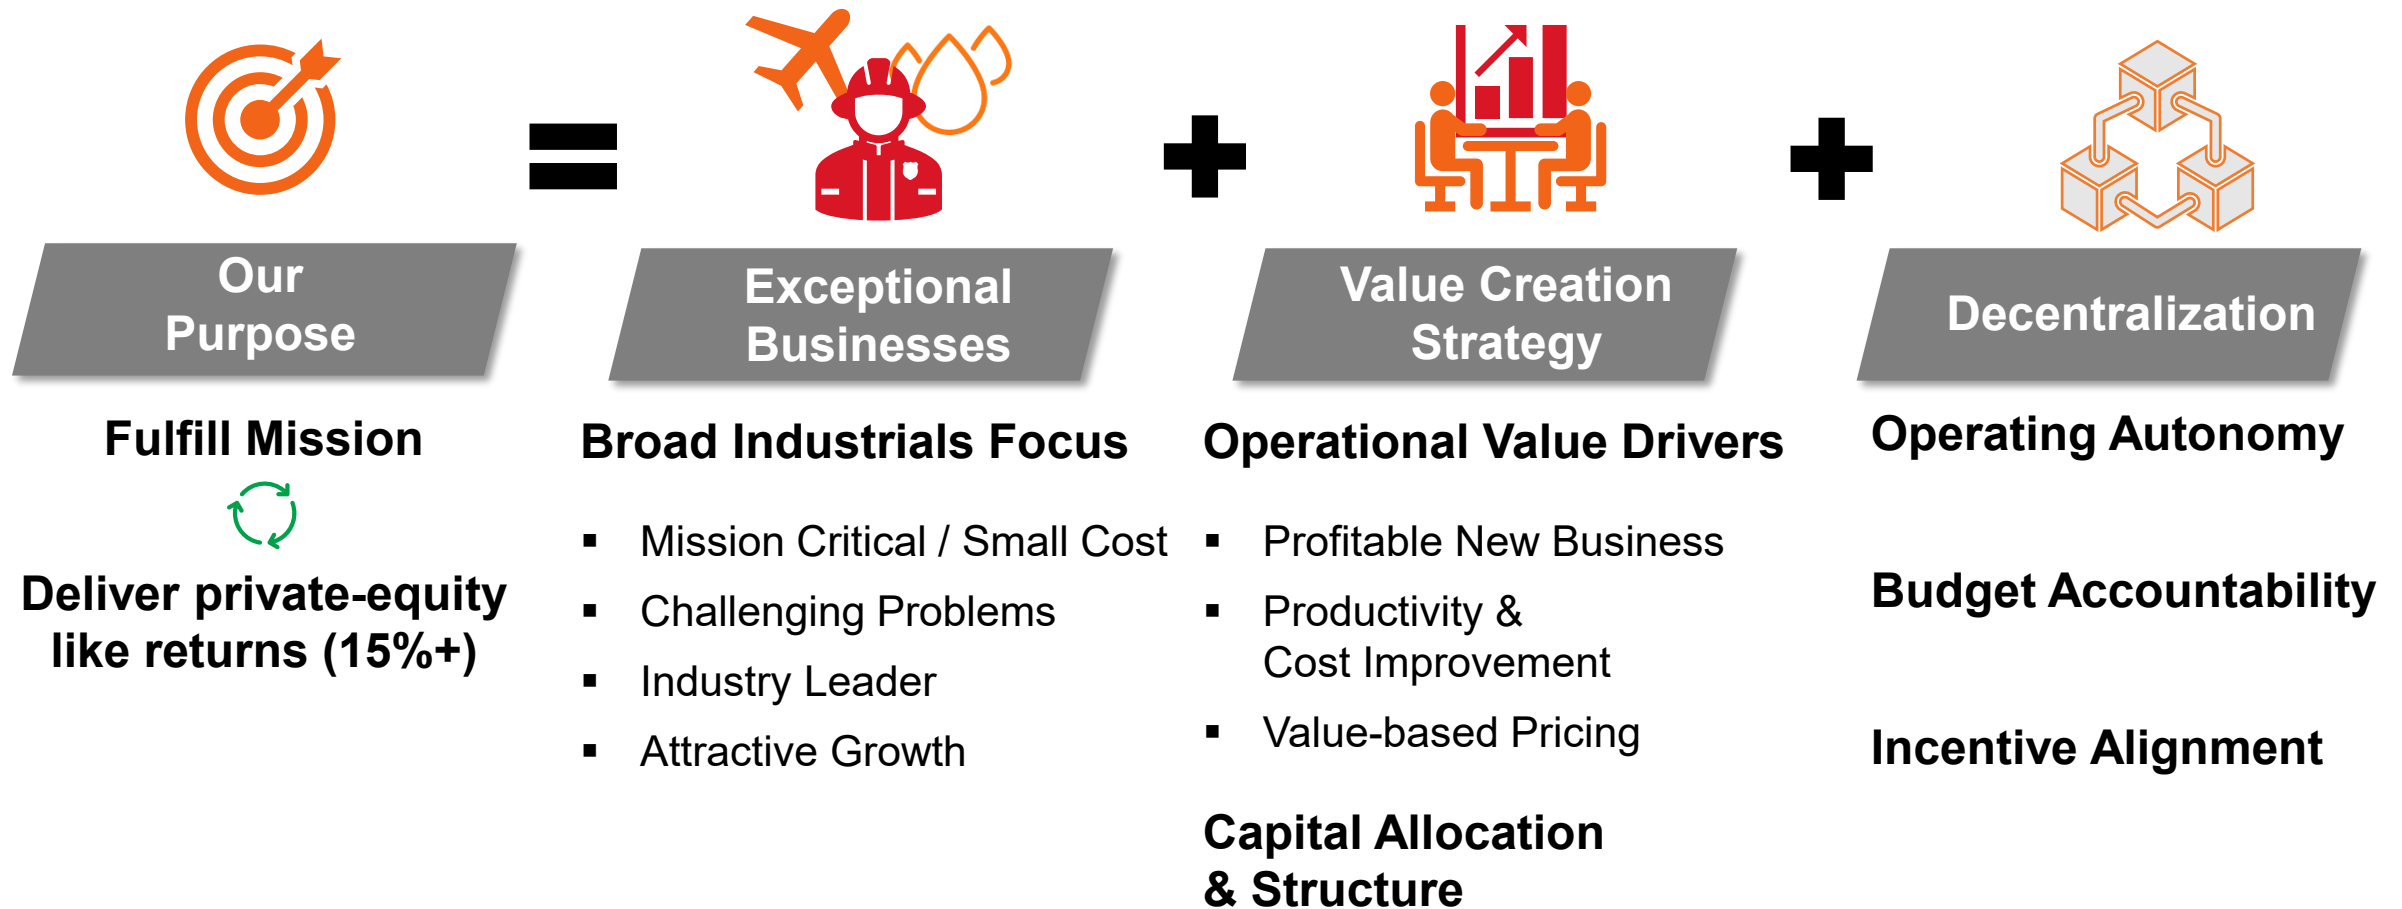 Our
Purpose
Fulfill Mission
Deliver private-equity
like returns (15%+)
Exceptional
Businesses
Broad Industrials Focus
▪ Mission Critical / Small Cost
▪ Challenging Problems
▪ Industry Leader
▪ Attractive Growth
Value Creation
Strategy
Operational Value Drivers
▪ Profitable New Business
▪ Productivity &
Cost Improvement
▪ Value-based Pricing
Capital Allocation
& Structure
Decentralization
Operating Autonomy
Budget Accountability
Incentive Alignment